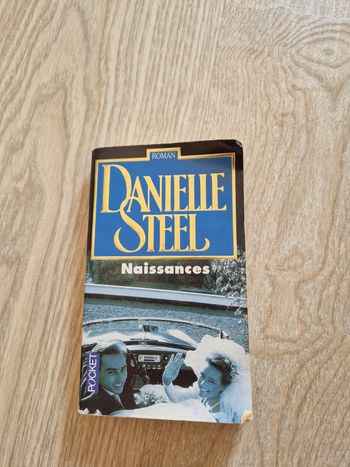 ROMAN
DANIELLE
STEEL
Naissances
POCKET